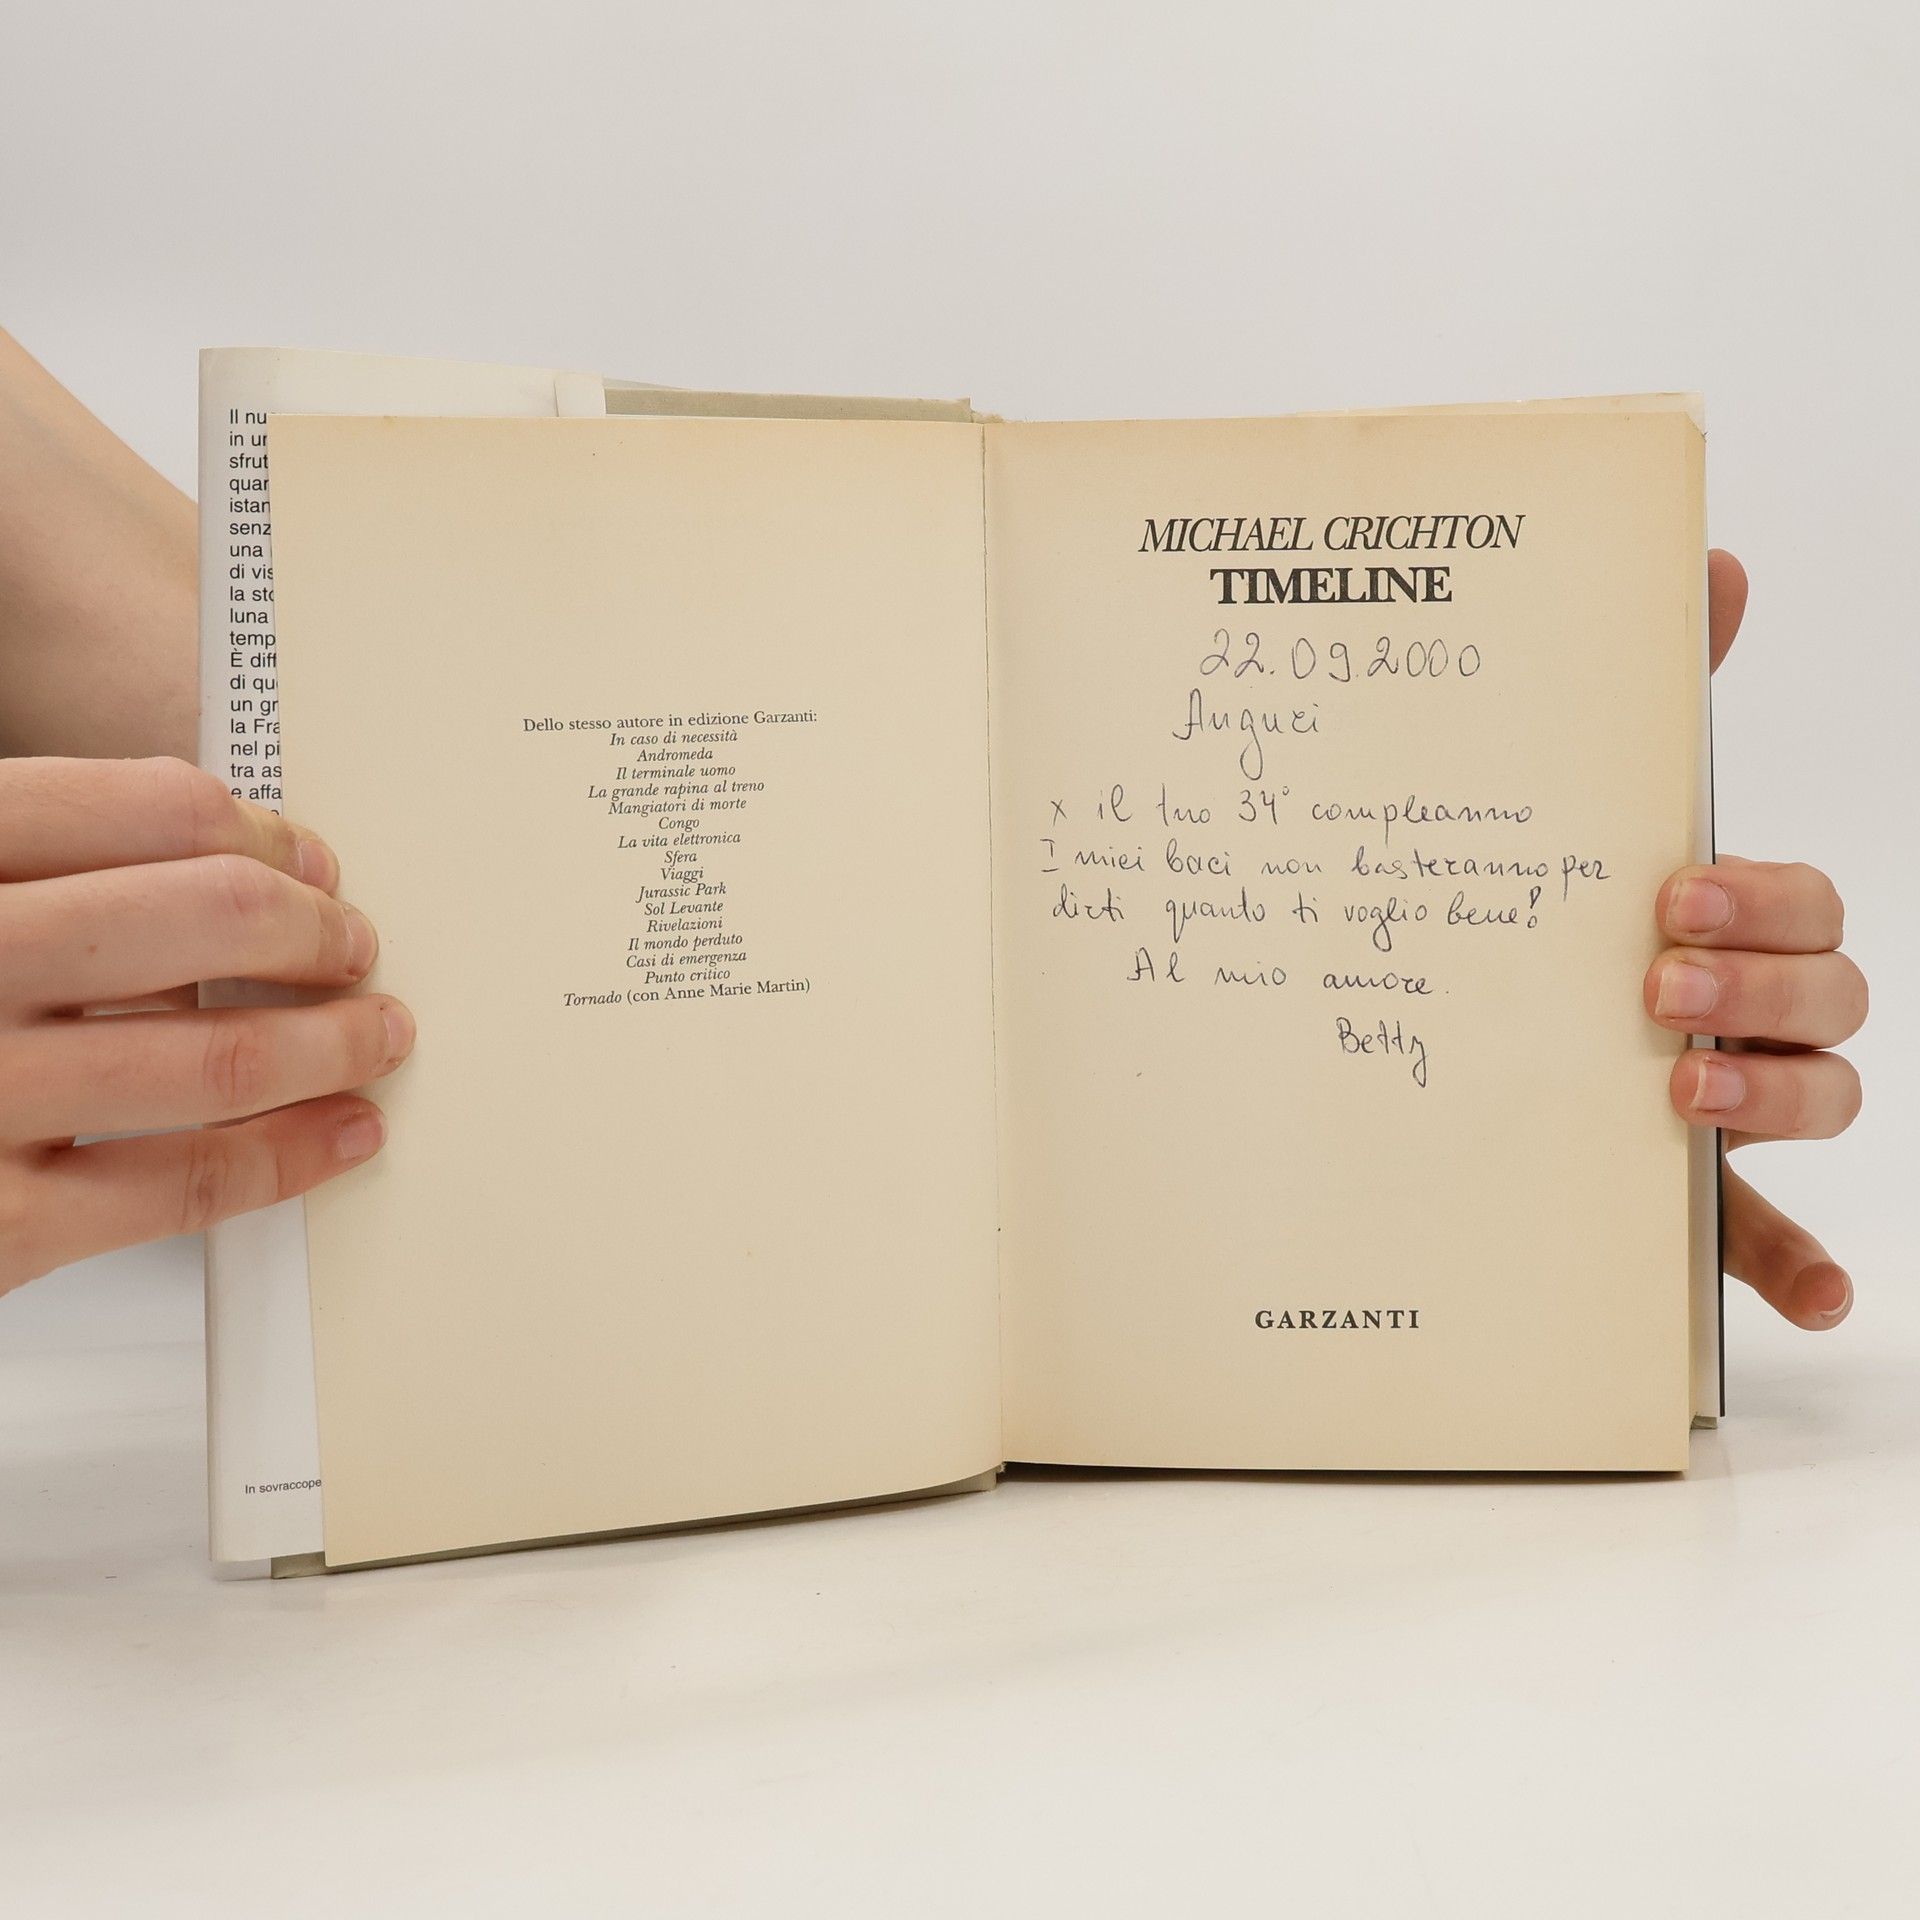 Il nu
in un
sfrut
quan
istan
senz
una
di vis
la sto
luna
temp
È diff
di qu
un gr
la Fra
nel pi
tra as
e affa
In sovraccope
Dello stesso autore in edizione Garzanti:
In caso di necessità
Andromeda
Il terminale uomo
La grande rapina al treno
Mangiatori di morte
Congo
La vita elettronica
Sfera
Viaggi
Jurassic Park
Sol Levante
Rivelazioni
Il mondo perduto
Casi di emergenza
Punto critico
Tornado (con Anne Marie Martin)
MICHAEL CRICHTON
TIMELINE
22.09.2000
Auguri
x il tuo 34° compleanno
I miei baci non basteranno per
dirti quanto ti voglio bene!
Al mio amore.
Betty
GARZANTI